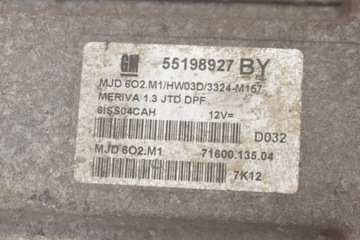 GM 55198927 BY
MJD 6O2.M1/HW03D/3324-M157
MERIVA 1.3 JTD DPF
6ISS04CAH 12V=
D032
MJD 6O2.M1 71600.135.04
7K12